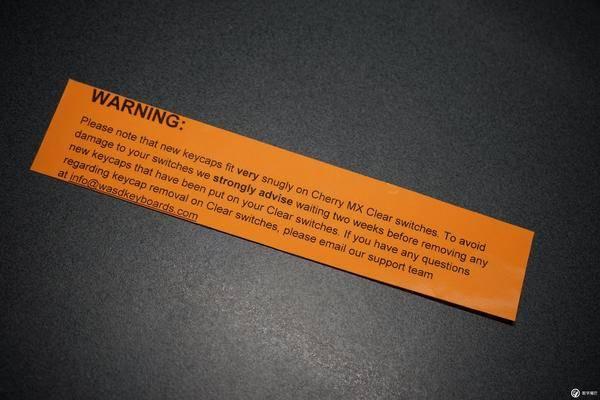 WARNING:
Please note that new keycaps fit very snugly on Cherry MX Clear switches. To avoid
damage to your switches we strongly advise waiting two weeks before removing any
new keycaps that have been put on your Clear switches. If you have any questions
regarding keycap removal on Clear switches, please email our support team
at info@wasdkeyboards.com